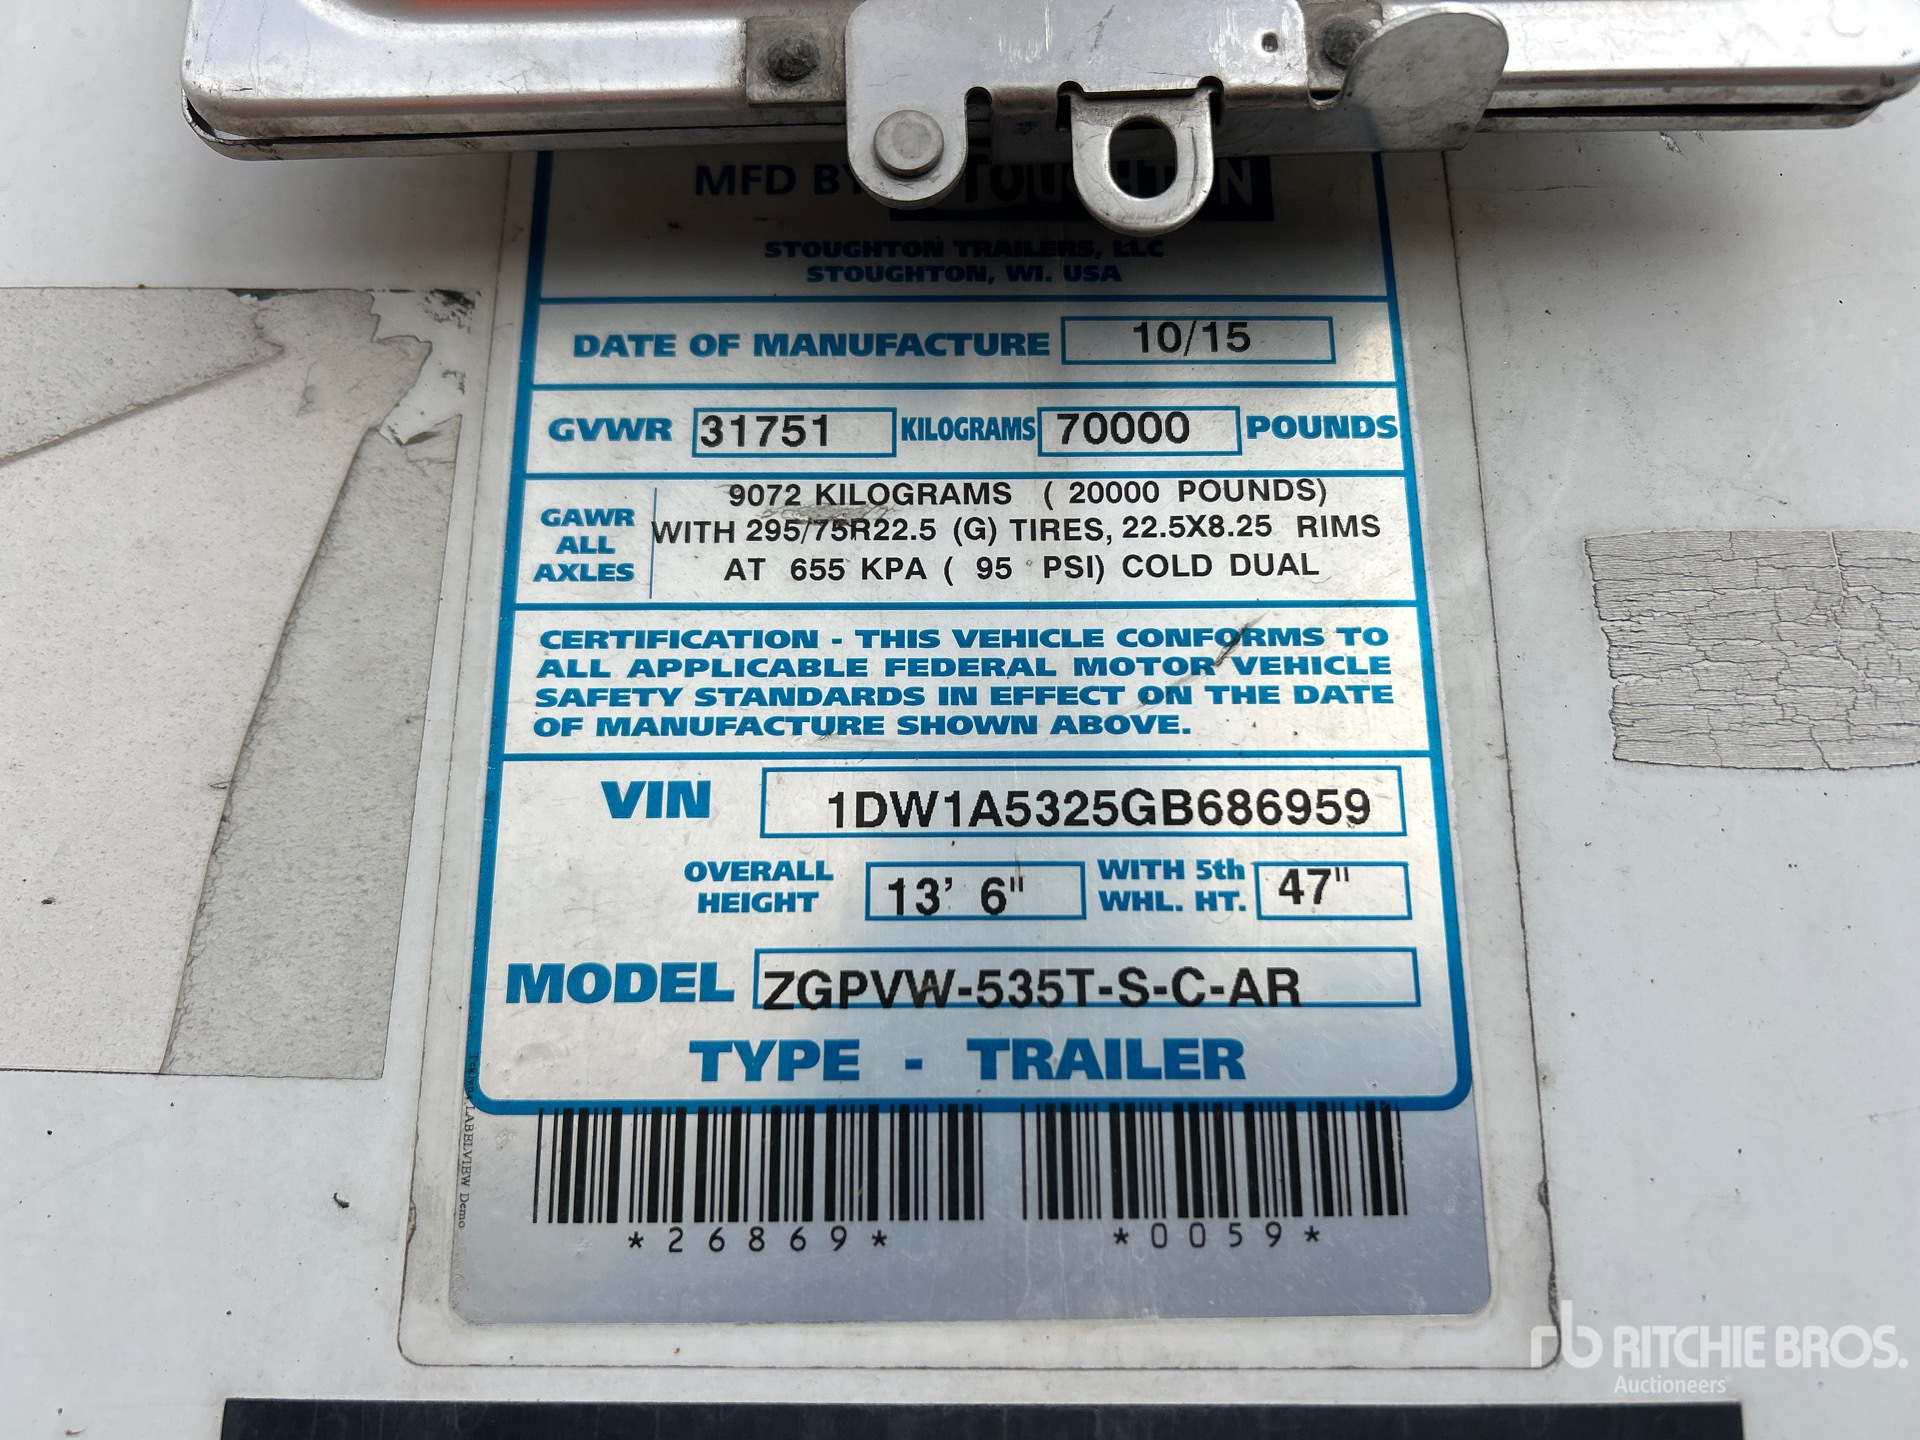 MFD BY STOUGHTON
STOUGHTON TRAILERS, LLC
STOUGHTON, WI. USA
DATE OF MANUFACTURE 10/15
GVWR 31751 KILOGRAMS 70000 POUNDS
GAWR ALL AXLES
9072 KILOGRAMS ( 20000 POUNDS)
WITH 295/75R22.5 (G) TIRES, 22.5X8.25 RIMS
AT 655 KPA ( 95 PSI) COLD DUAL
CERTIFICATION - THIS VEHICLE CONFORMS TO
ALL APPLICABLE FEDERAL MOTOR VEHICLE
SAFETY STANDARDS IN EFFECT ON THE DATE
OF MANUFACTURE SHOWN ABOVE.
VIN 1DW1A5325GB686959
OVERALL HEIGHT 13' 6" WITH 5th WHL. HT. 47"
MODEL ZGPVW-535T-S-C-AR
TYPE - TRAILER
LABELVIEW Demo
*26869* *0059*
rb RITCHIE BROS.
Auctioneers